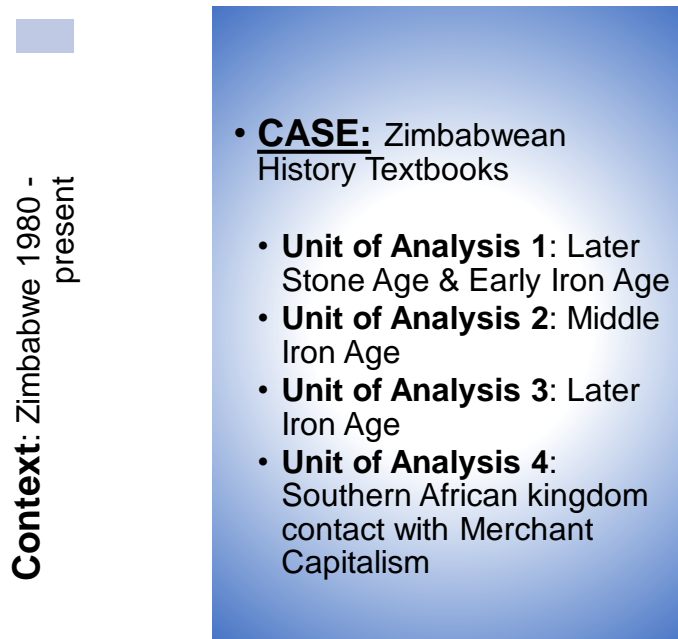 Context: Zimbabwe 1980 -
present
• CASE: Zimbabwean
History Textbooks
• Unit of Analysis 1: Later
Stone Age & Early Iron Age
• Unit of Analysis 2: Middle
Iron Age
• Unit of Analysis 3: Later
Iron Age
• Unit of Analysis 4:
Southern African kingdom
contact with Merchant
Capitalism